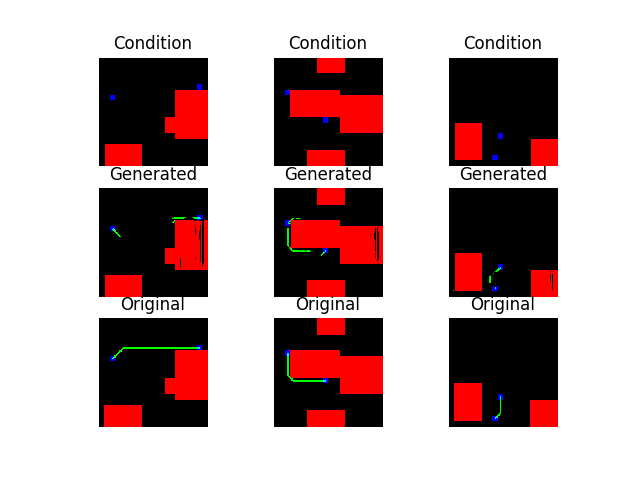 Condition Condition Condition
Generated Generated Generated
Original Original Original